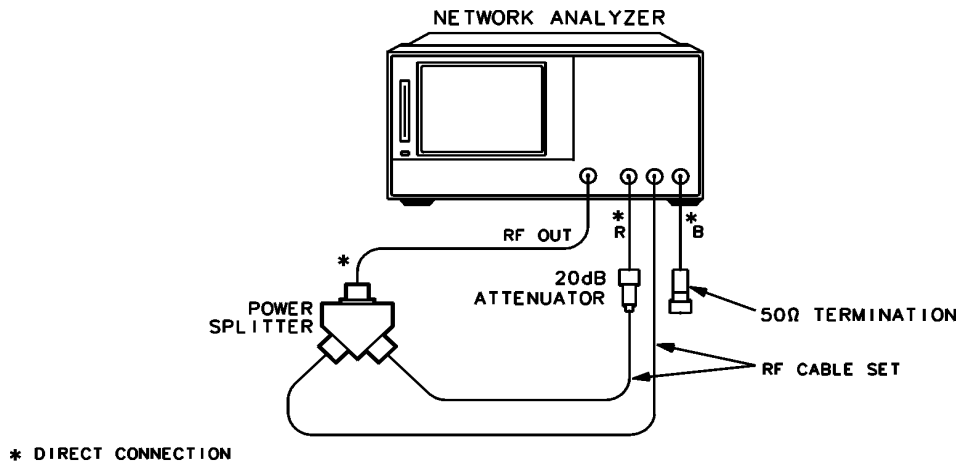 NETWORK ANALYZER
RF OUT
*
R
*
B
*
20dB
ATTENUATOR
POWER
SPLITTER
50Ω TERMINATION
RF CABLE SET
* DIRECT CONNECTION